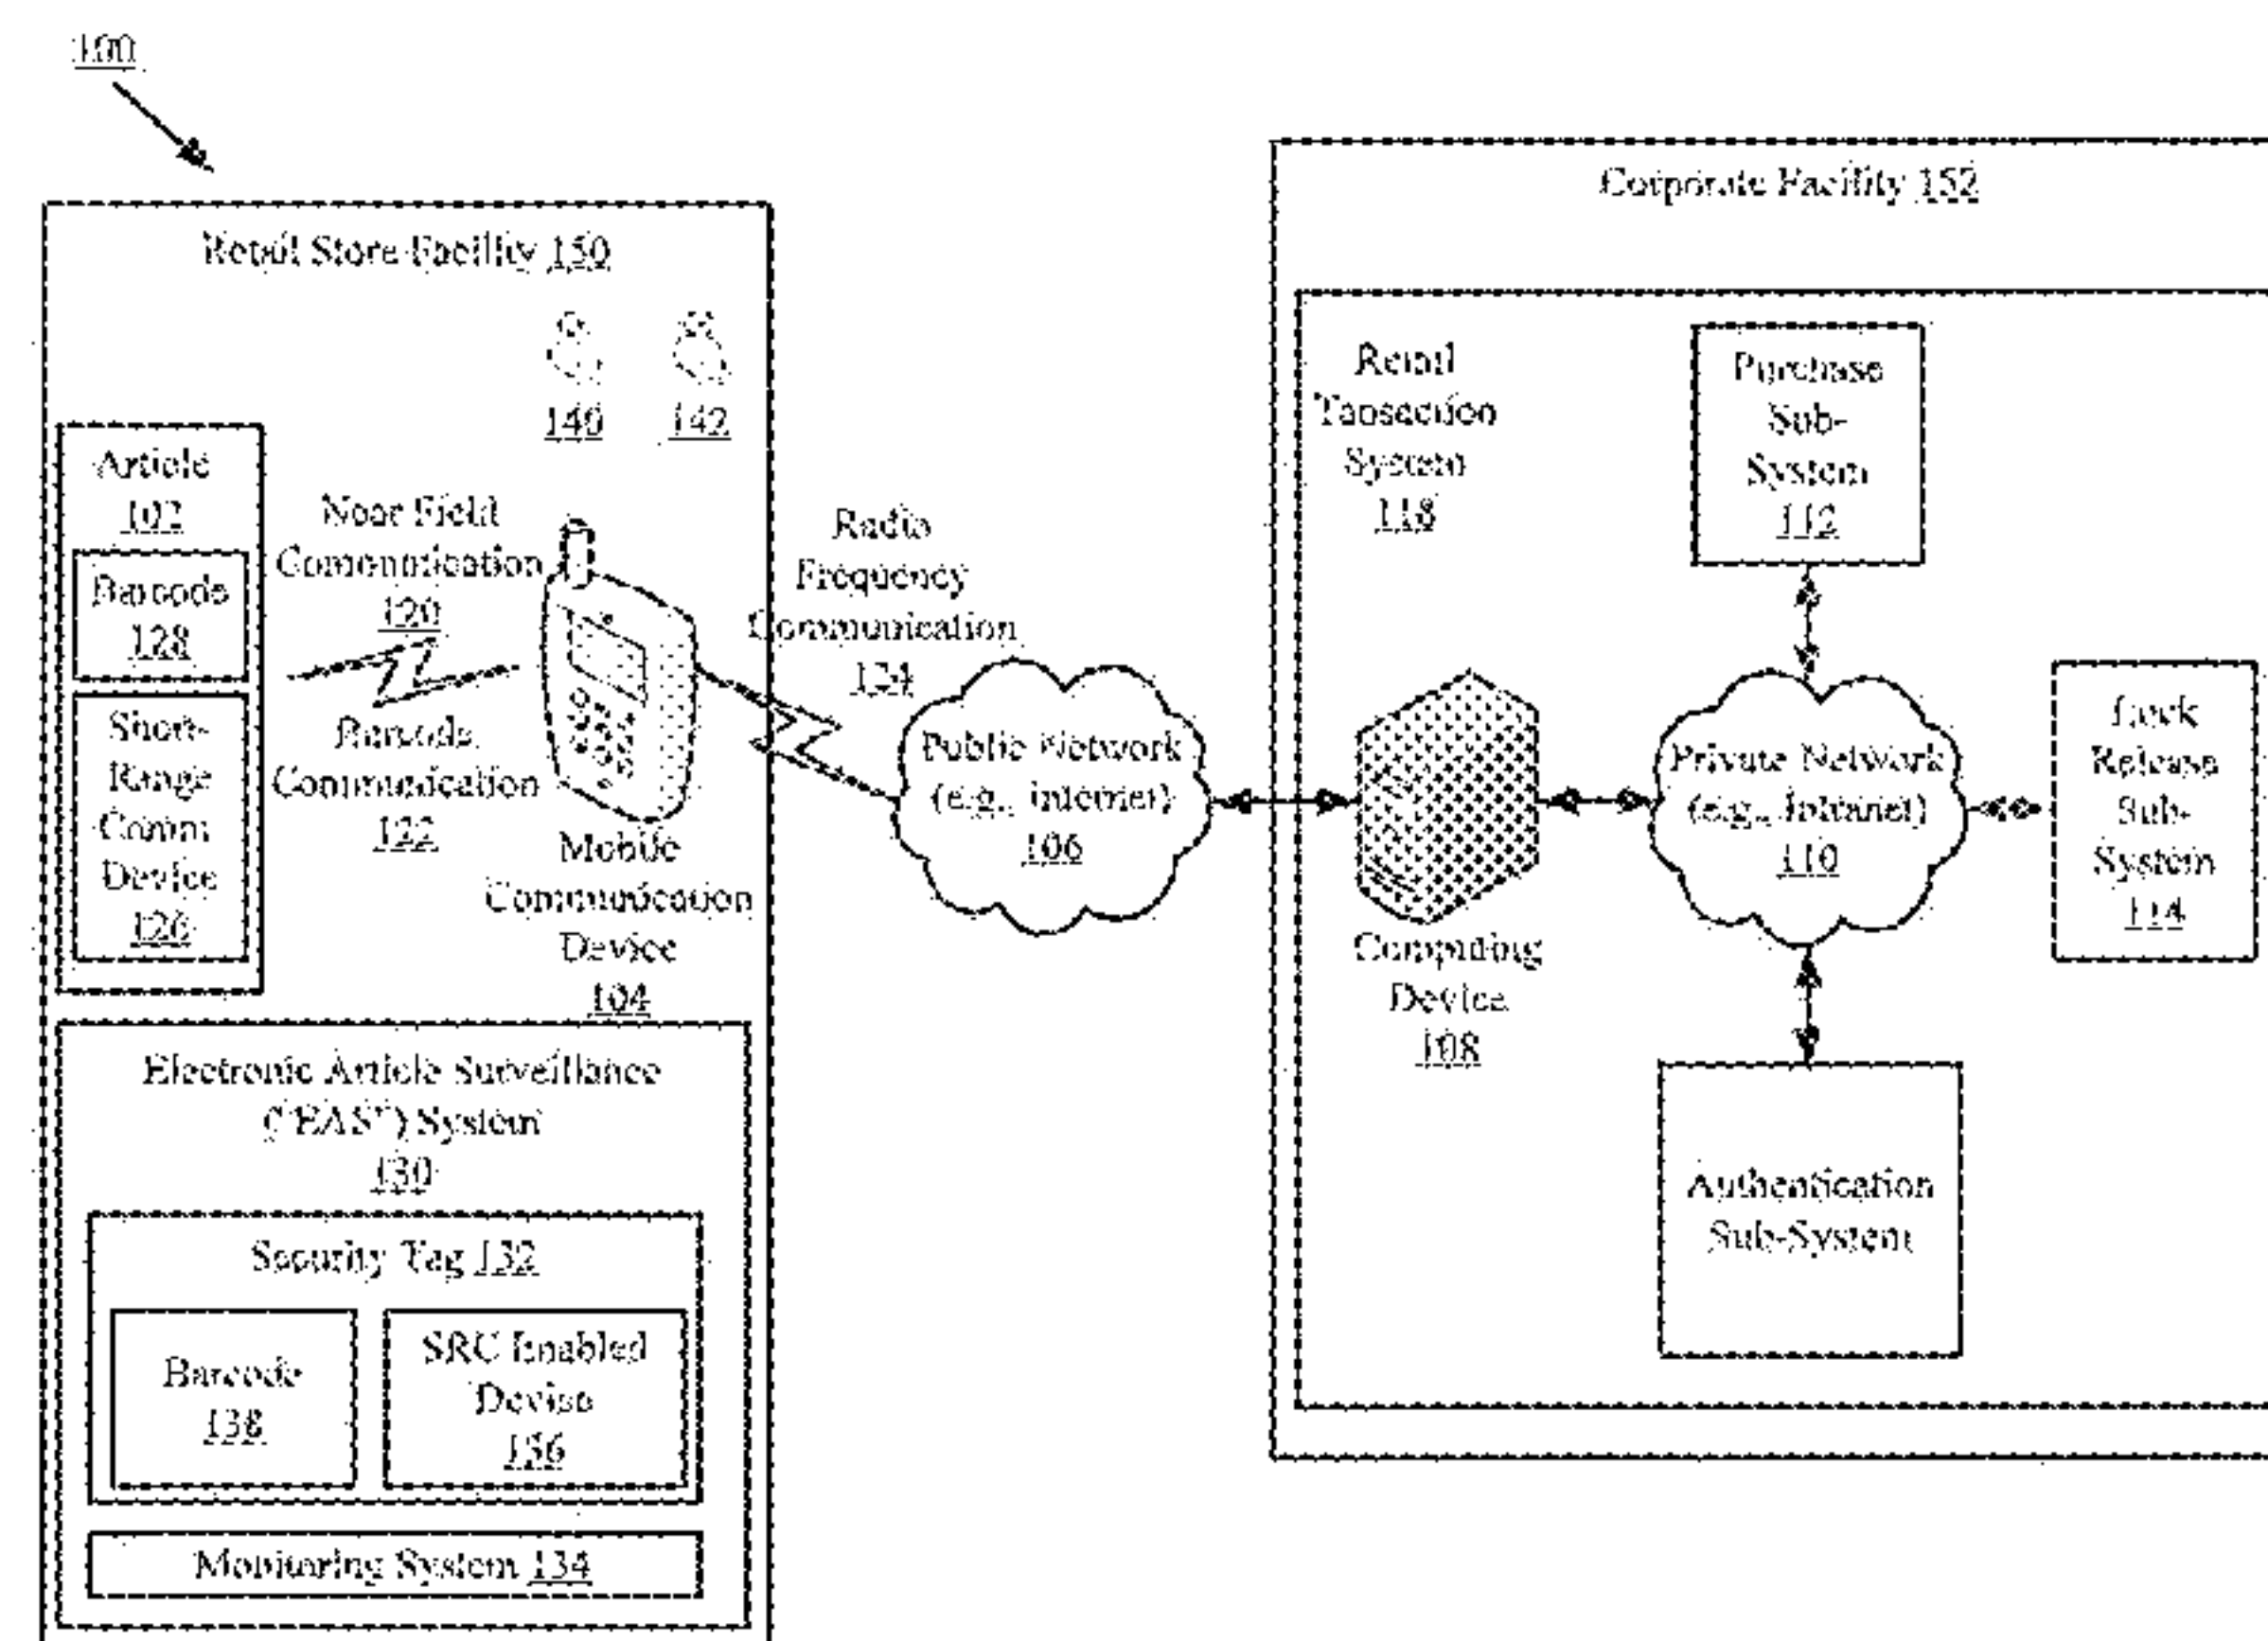 100
Retail Store Facility 150
140
142
Article
102
Barcode
128
Short-
Range
Comm
Device
126
Near Field
Communication
120
Barcode
Communication
122
Mobile
Communication
Device
104
Electronic Article Surveillance
("EAS") System
130
Security Tag 132
Barcode
138
SRC Enabled
Device
136
Monitoring System 134
Radio
Frequency
Communication
124
Public Network
(e.g., Internet)
106
Corporate Facility 152
Retail
Tansaction
System
118
Purchase
Sub-
System
112
Computing
Device
108
Private Network
(e.g., Intranet)
110
Lock
Release
Sub-
System
114
Authentication
Sub-System